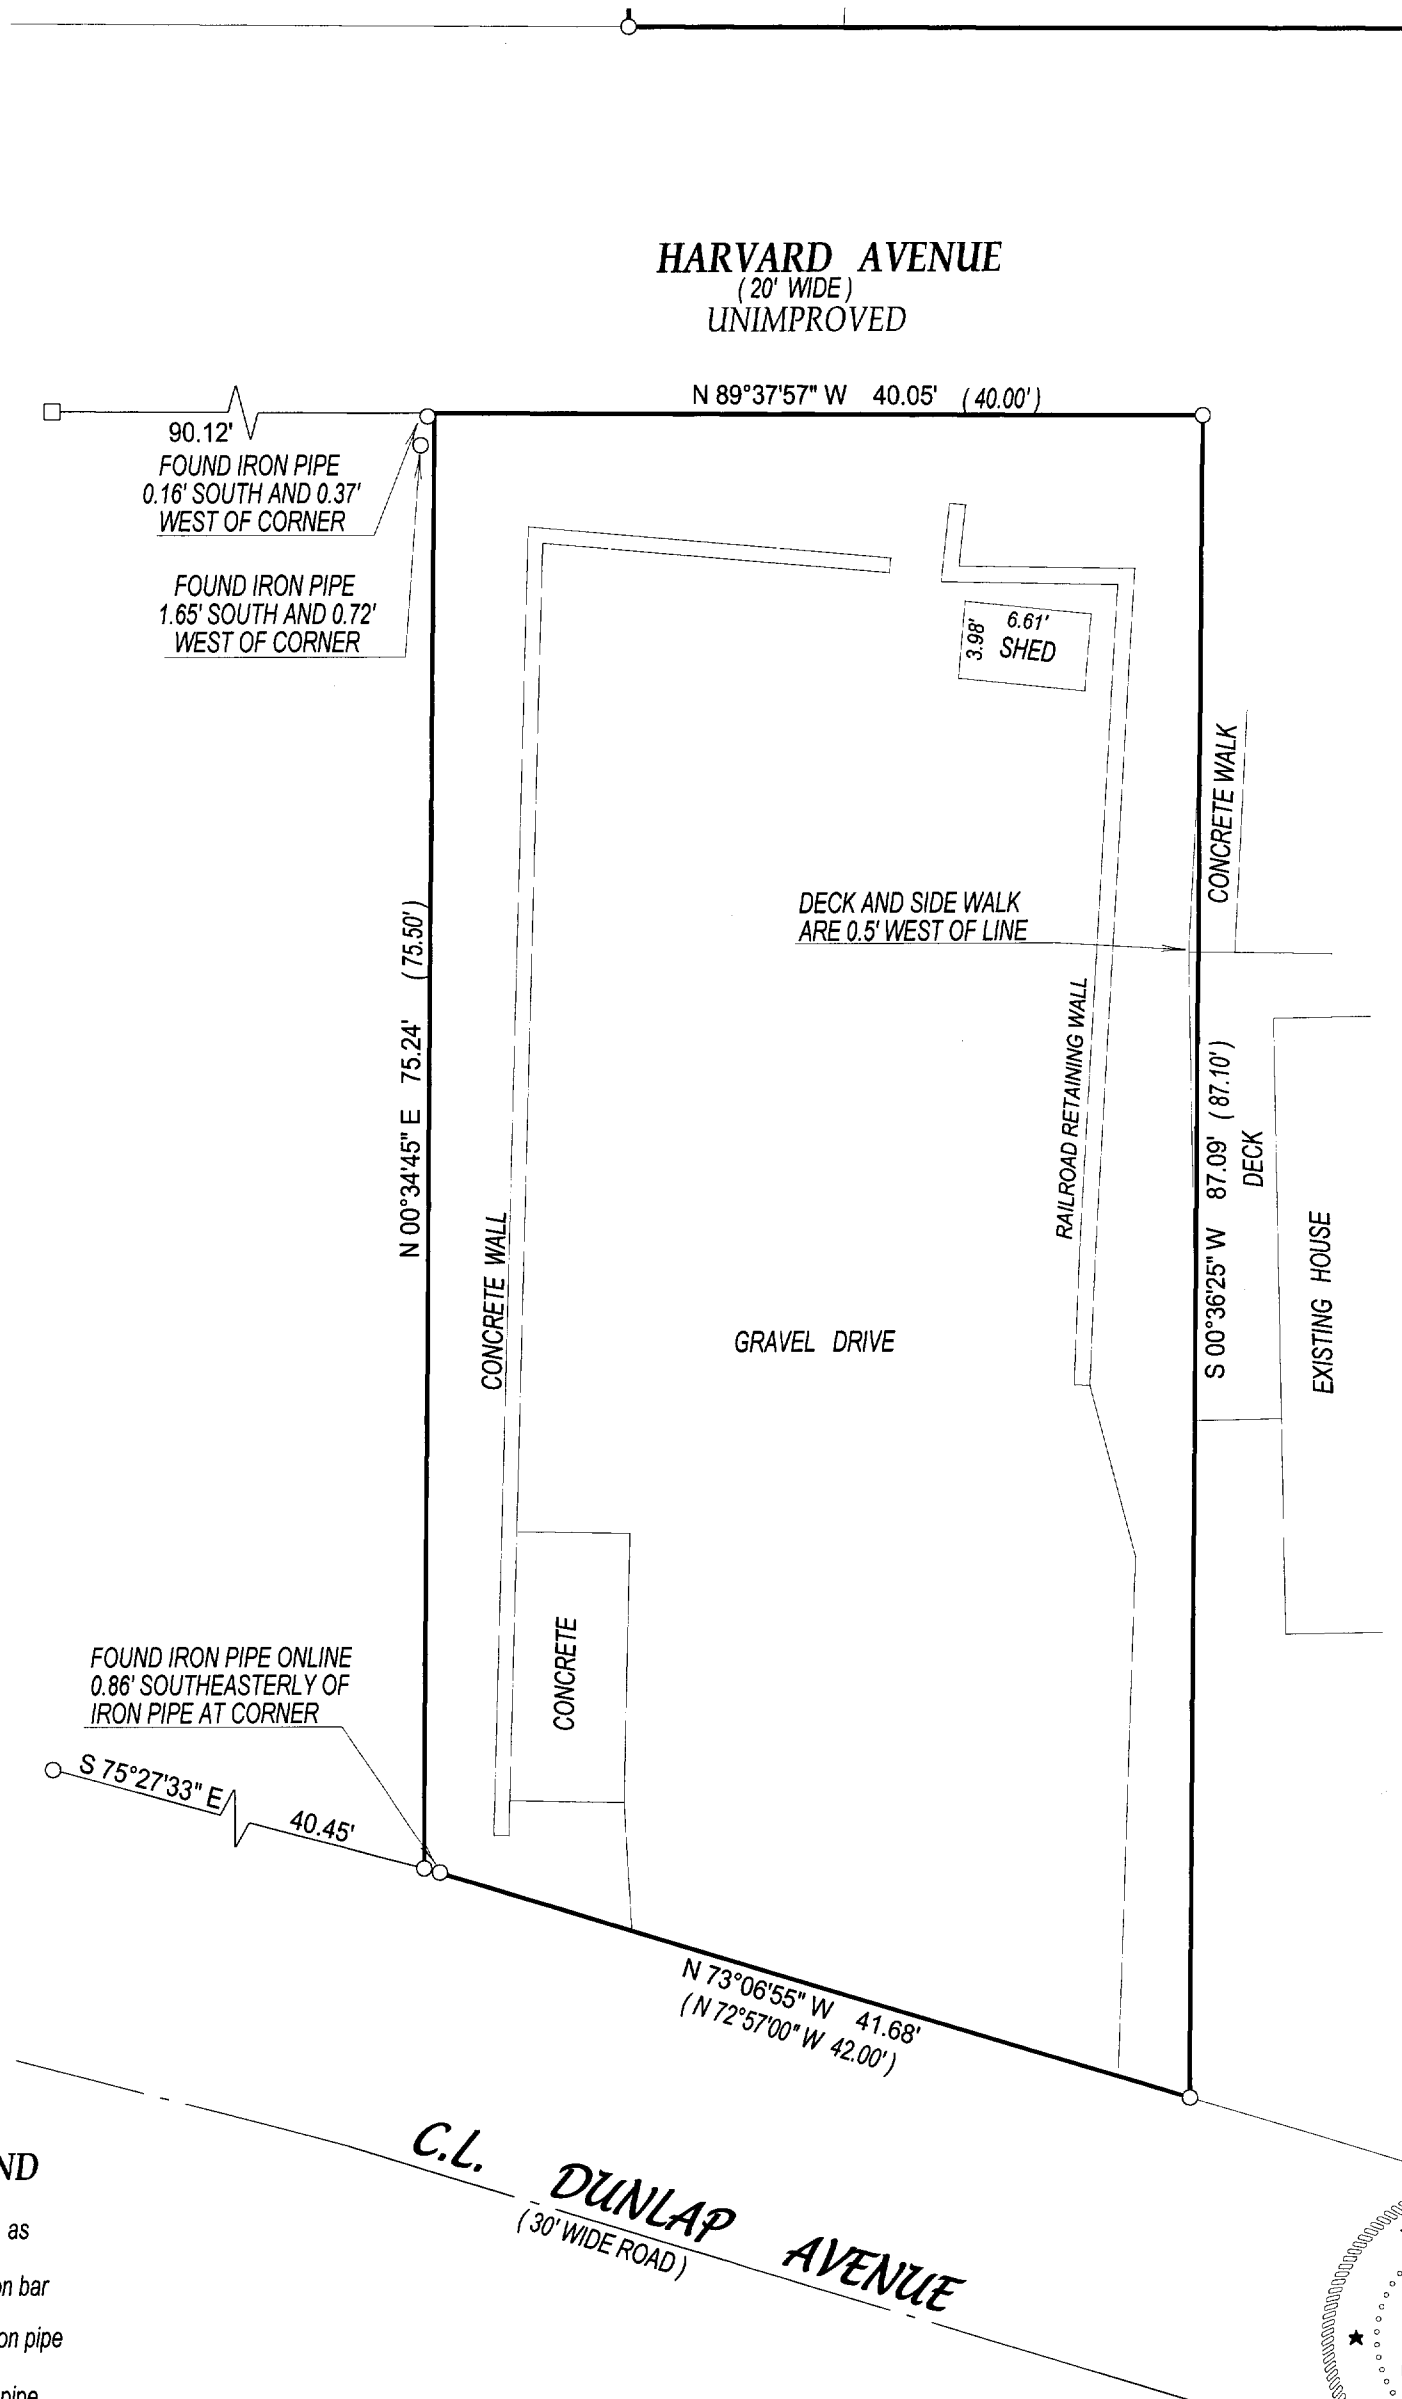 HARVARD AVENUE
( 20' WIDE )
UNIMPROVED
N 89°37'57" W 40.05' ( 40.00' )
90.12'
FOUND IRON PIPE
0.16' SOUTH AND 0.37'
WEST OF CORNER
FOUND IRON PIPE
1.65' SOUTH AND 0.72'
WEST OF CORNER
6.61'
3.98'
SHED
CONCRETE WALK
DECK AND SIDE WALK
ARE 0.5' WEST OF LINE
N 00°34'45" E 75.24' ( 75.50' )
RAILROAD RETAINING WALL
S 00°36'25" W 87.09' ( 87.10' )
DECK
CONCRETE WALL
EXISTING HOUSE
GRAVEL DRIVE
CONCRETE
FOUND IRON PIPE ONLINE
0.86' SOUTHEASTERLY OF
IRON PIPE AT CORNER
S 75°27'33" E
40.45'
N 73°06'55" W 41.68'
( N 72°57'00" W 42.00' )
C.L. DUNLAP AVENUE
( 30' WIDE ROAD )
ND
as
on bar
on pipe
pipe